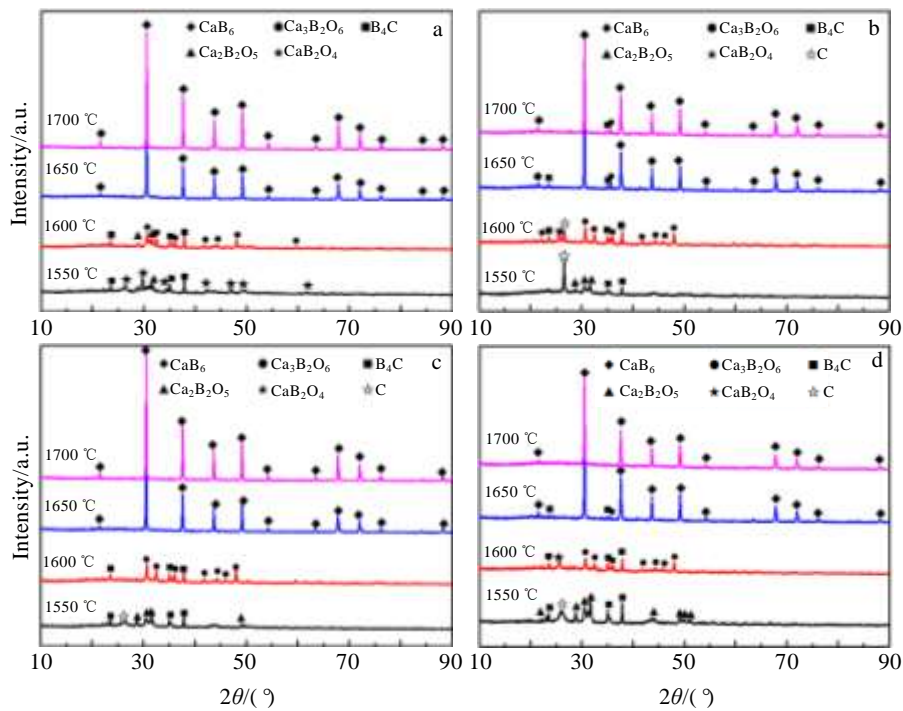 a
CaB₆ Ca₃B₂O₆ B₄C
Ca₂B₂O₅ CaB₂O₄
1700 ℃
1650 ℃
1600 ℃
1550 ℃
10 30 50 70 90
b
CaB₆ Ca₃B₂O₆ B₄C
Ca₂B₂O₅ CaB₂O₄ C
1700 ℃
1650 ℃
1600 ℃
1550 ℃
10 30 50 70 90
Intensity/a.u.
c
CaB₆ Ca₃B₂O₆ B₄C
Ca₂B₂O₅ CaB₂O₄ C
1700 ℃
1650 ℃
1600 ℃
1550 ℃
10 30 50 70 90
2θ/(°)
d
CaB₆ Ca₃B₂O₆ B₄C
Ca₂B₂O₅ CaB₂O₄ C
1700 ℃
1650 ℃
1600 ℃
1550 ℃
10 30 50 70 90
2θ/(°)
Intensity/a.u.